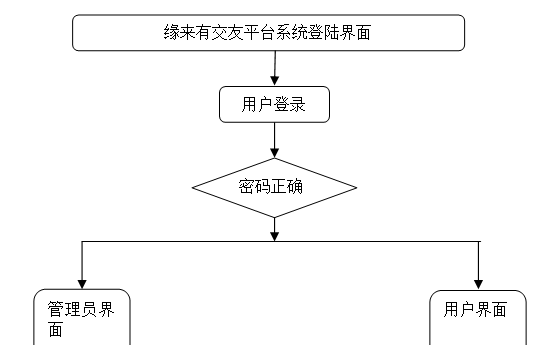 缘来有交友平台系统登陆界面
用户登录
密码正确
管理员界
面
用户界面